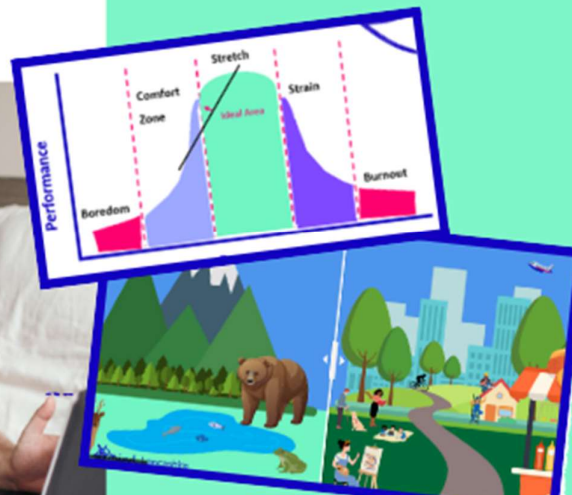 Stretch
Comfort
Zone
Strain
Ideal Area
Burnout
Boredom
Performance